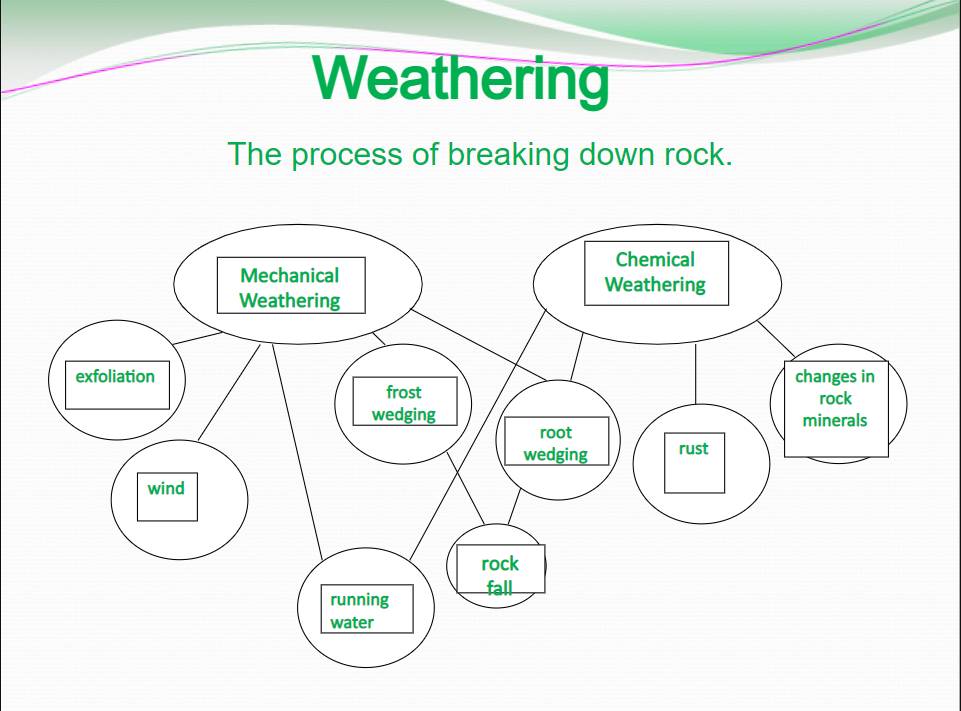 Weathering
The process of breaking down rock.
Mechanical
Weathering
Chemical
Weathering
exfoliation
frost
wedging
changes in
rock
minerals
root
wedging
rust
wind
rock
fall
running
water